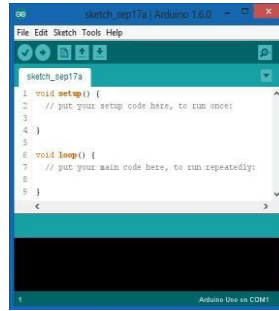 sketch_sep17a | Arduino 1.6.0
File Edit Sketch Tools Help
sketch_sep17a
1 void setup() {
2 // put your setup code here, to run once:
3
4 }
5
6 void loop() {
7 // put your main code here, to run repeatedly:
8
9 }
1 Arduino Uno on COM1